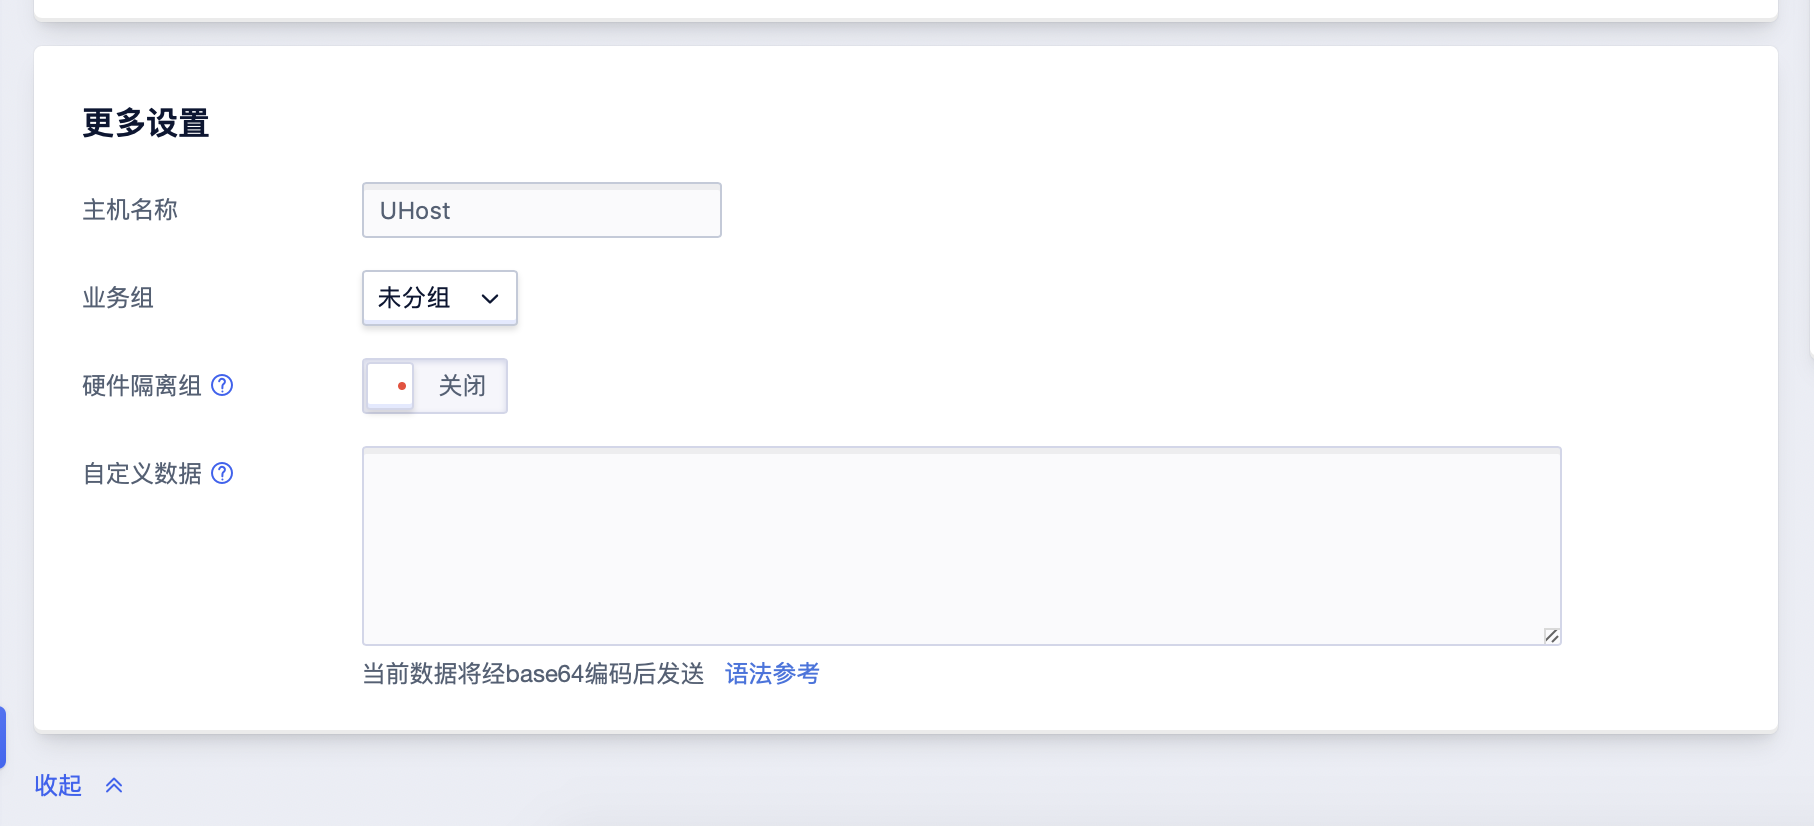 更多设置
主机名称 UHost
业务组 未分组
硬件隔离组 关闭
自定义数据
当前数据将经base64编码后发送 语法参考
收起